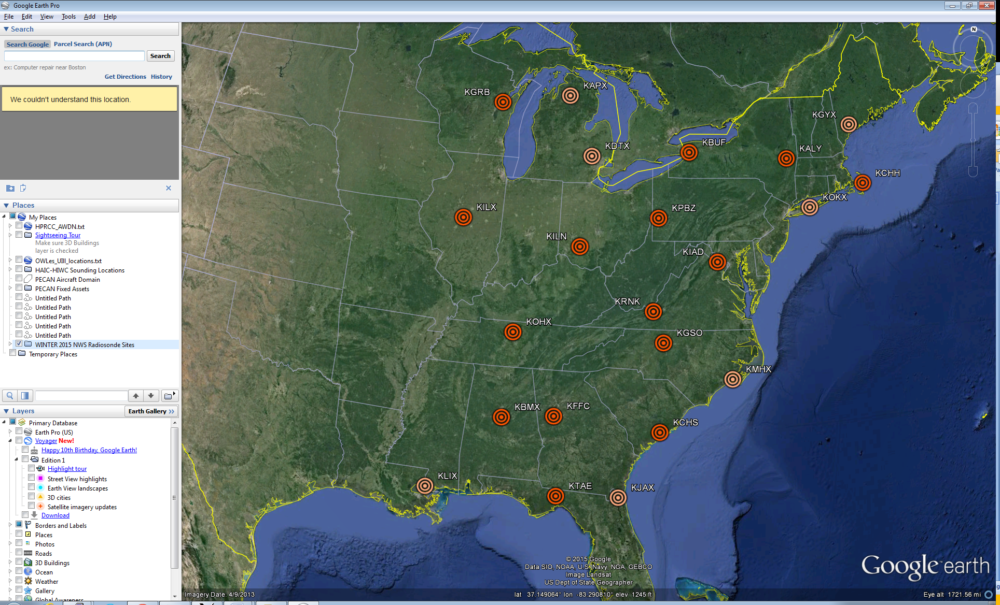 Google Earth Pro
File Edit View Tools Add Help
Search
Search Google Parcel Search (APN)
Search
ex: Computer repair near Boston
Get Directions History
We couldn't understand this location.
Places
My Places
HPRCC_AWDN.txt
Sightseeing Tour
Make sure 3D Buildings
layer is checked
OWLes_UIll_locations.txt
HAIC-HIWC Sounding Locations
PECAN Aircraft Domain
PECAN Fixed Assets
Untitled Path
Untitled Path
Untitled Path
Untitled Path
Untitled Path
WINTER 2015 NWS Radiosonde Sites
Temporary Places
Layers
Earth Gallery »
Primary Database
Earth Pro (US)
Voyager New!
Happy 10th Birthday, Google Earth!
Edition 1
Highlight tour
Street View highlights
Earth View landscapes
3D cities
Satellite imagery updates
Download
Borders and Labels
Places
Photos
Roads
3D Buildings
Ocean
Weather
Gallery
Global Awareness
N
KAPX
KGRB
KGYX
KBUF
KDTX
KALY
KCHH
KOKX
KILX
KPBZ
KILN
KIAD
KRNK
KOHX
KGSO
KMHX
KBMX
KFFC
KCHS
KLIX
KTAE
KJAX
© 2015 Google
Data SIO, NOAA, U.S. Navy, NGA, GEBCO
Image Landsat
US Dept of State Geographer
Google earth
Imagery Date: 4/9/2013
lat 37.149064° lon -83.290810° elev 1245 ft
Eye alt 1721.56 mi